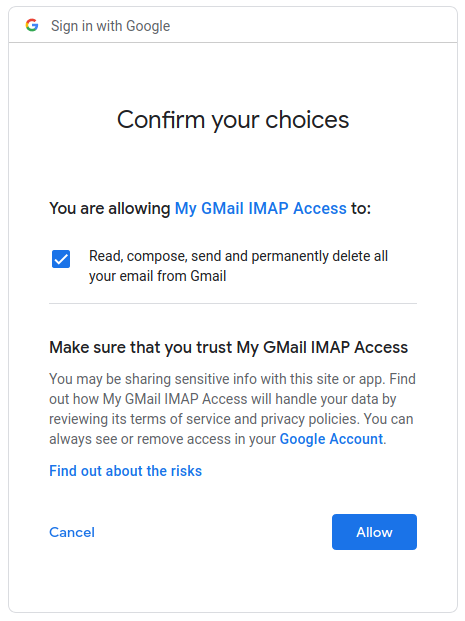 Sign in with Google
Confirm your choices
You are allowing My GMail IMAP Access to:
Read, compose, send and permanently delete all
your email from Gmail
Make sure that you trust My GMail IMAP Access
You may be sharing sensitive info with this site or app. Find
out how My GMail IMAP Access will handle your data by
reviewing its terms of service and privacy policies. You can
always see or remove access in your Google Account.
Find out about the risks
Cancel
Allow